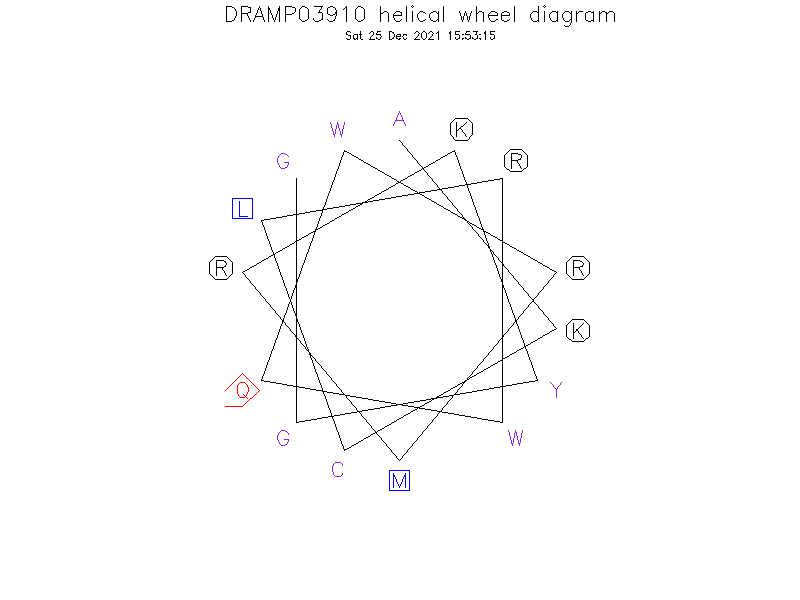 DRAMP03910 helical wheel diagram
Sat 25 Dec 2021 15:53:15
A
W
K
G
R
L
R
R
K
Q
Y
G
W
C
M